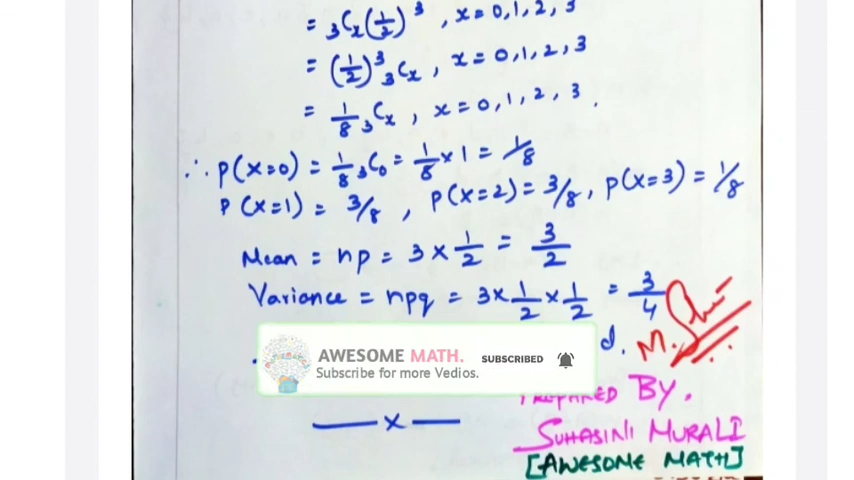 = ₃Cₓ(1/2)³, x = 0, 1, 2, 3
= (1/2)³ ₃Cₓ, x = 0, 1, 2, 3
= 1/8 ₃Cₓ, x = 0, 1, 2, 3.
∴ P(X=0) = 1/8 ₃C₀ = 1/8 × 1 = 1/8
P(X=1) = 3/8, P(X=2) = 3/8, P(X=3) = 1/8
Mean = np = 3 × 1/2 = 3/2
Variance = npq = 3 × 1/2 × 1/2 = 3/4
d. M.
AWESOME MATH. SUBSCRIBED
Subscribe for more Vedios.
PREPARED BY.
SUHASINI MURALI
[AWESOME MATH]